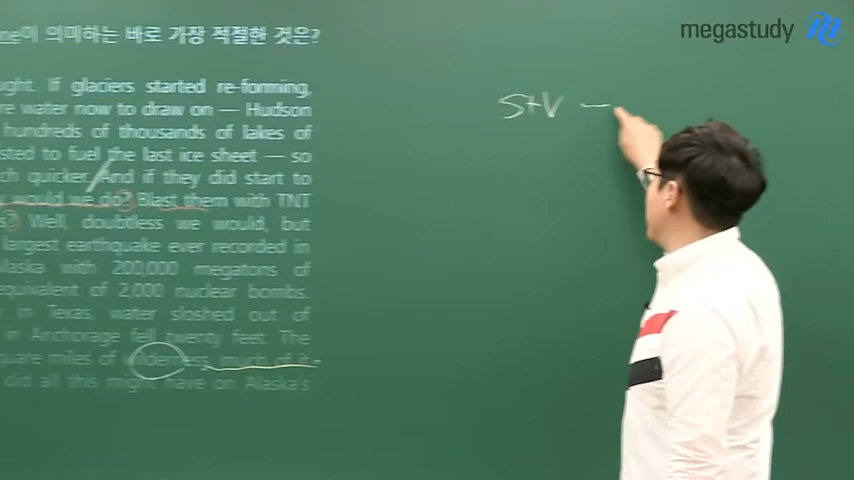 megastudy
ne이 의미하는 바로 가장 적절한 것은?
ught. If glaciers started re-forming,
re water now to draw on — Hudson
hundreds of thousands of lakes of
isted to fuel the last ice sheet — so
ch quicker. And if they did start to
would we do? Blast them with TNT
s? Well, doubtless we would, but
largest earthquake ever recorded in
laska with 200,000 megatons of
equivalent of 2,000 nuclear bombs.
in Texas, water sloshed out of
in Anchorage fell twenty feet. The
quare miles of wilderness, much of it
did all this might have on Alaska's
S+V —